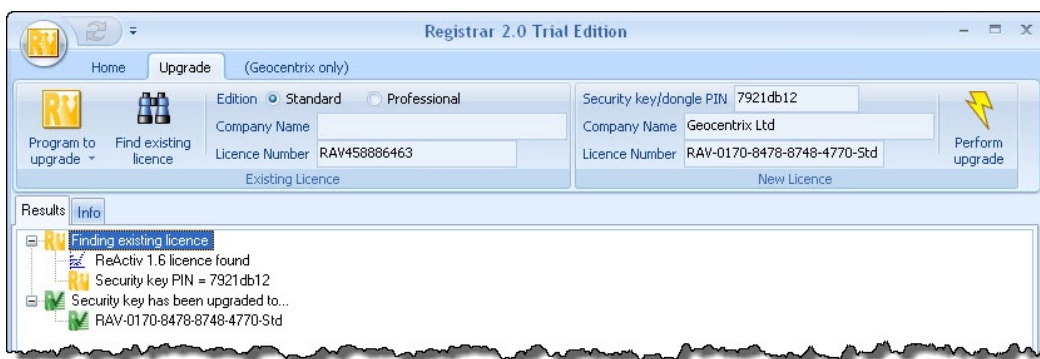 Registrar 2.0 Trial Edition
Home Upgrade (Geocentrix only)
Program to upgrade
Find existing licence
Edition Standard Professional
Company Name
Licence Number RAV458886463
Existing Licence
Security key/dongle PIN 7921db12
Company Name Geocentrix Ltd
Licence Number RAV-0170-8478-8748-4770-Std
Perform upgrade
New Licence
Results Info
Finding existing licence
ReActiv 1.6 licence found
Security key PIN = 7921db12
Security key has been upgraded to...
RAV-0170-8478-8748-4770-Std